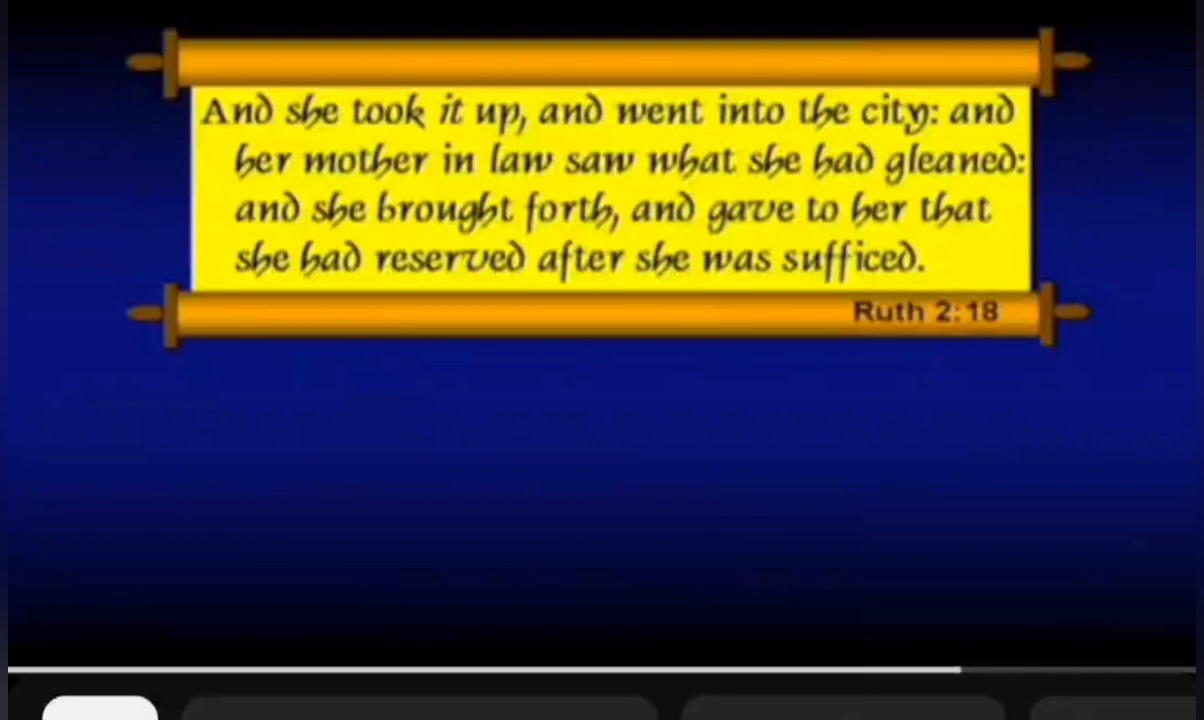 And she took it up, and went into the city: and
her mother in law saw what she had gleaned:
and she brought forth, and gave to her that
she had reserved after she was sufficed.
Ruth 2:18